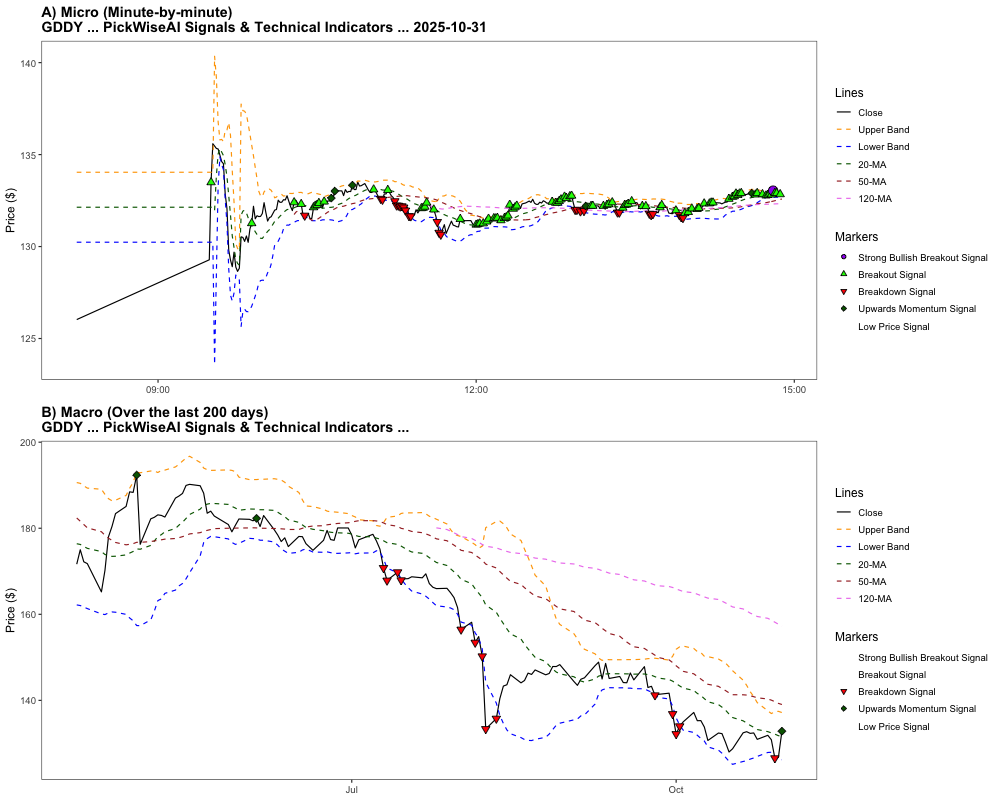 A) Micro (Minute-by-minute)
GDDY ... PickWiseAI Signals & Technical Indicators ... 2025-10-31
140
135
130
125
Price ($)
09:00
12:00
15:00
Lines
Close
Upper Band
Lower Band
20-MA
50-MA
120-MA
Markers
Strong Bullish Breakout Signal
Breakout Signal
Breakdown Signal
Upwards Momentum Signal
Low Price Signal
B) Macro (Over the last 200 days)
GDDY ... PickWiseAI Signals & Technical Indicators ...
200
180
160
140
Price ($)
Jul
Oct
Lines
Close
Upper Band
Lower Band
20-MA
50-MA
120-MA
Markers
Strong Bullish Breakout Signal
Breakout Signal
Breakdown Signal
Upwards Momentum Signal
Low Price Signal